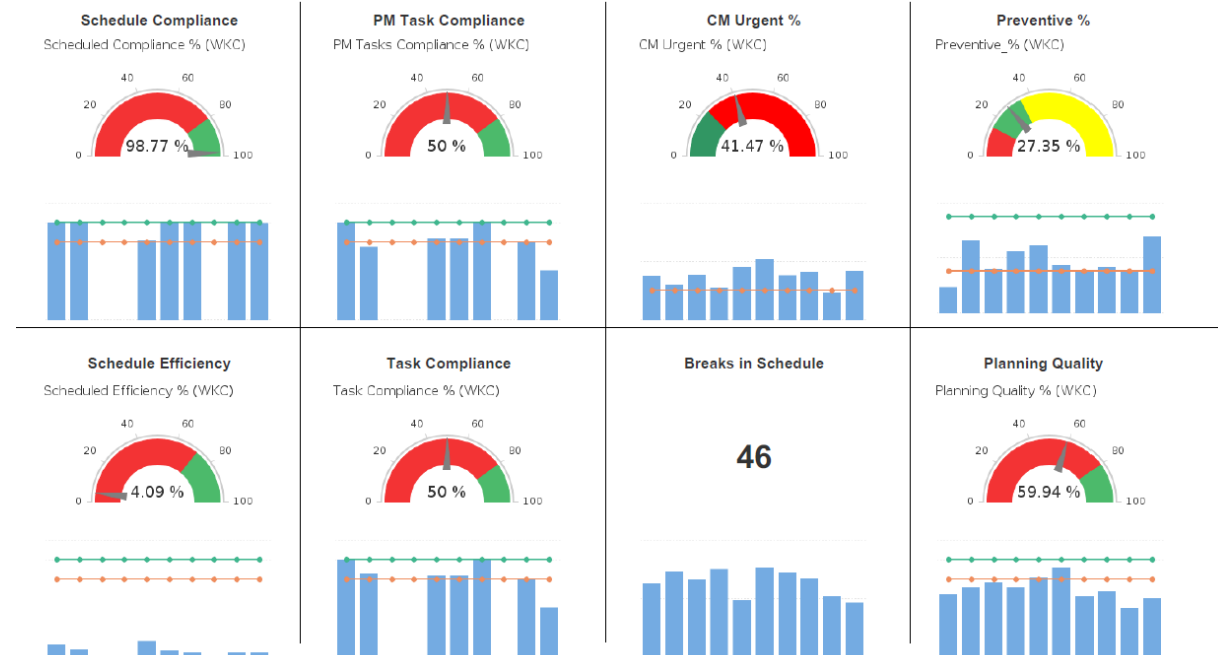 Schedule Compliance
Scheduled Compliance % (WKC)
40 60
20 80
98.77 %
0 100
PM Task Compliance
PM Tasks Compliance % (WKC)
40 60
20 80
50 %
0 100
CM Urgent %
CM Urgent % (WKC)
40 60
20 80
41.47 %
0 100
Preventive %
Preventive_% (WKC)
40 60
20 80
27.35 %
0 100
Schedule Efficiency
Scheduled Efficiency % (WKC)
40 60
20 80
4.09 %
0 100
Task Compliance
Task Compliance % (WKC)
40 60
20 80
50 %
0 100
Breaks in Schedule
46
Planning Quality
Planning Quality % (WKC)
40 60
20 80
59.94 %
0 100